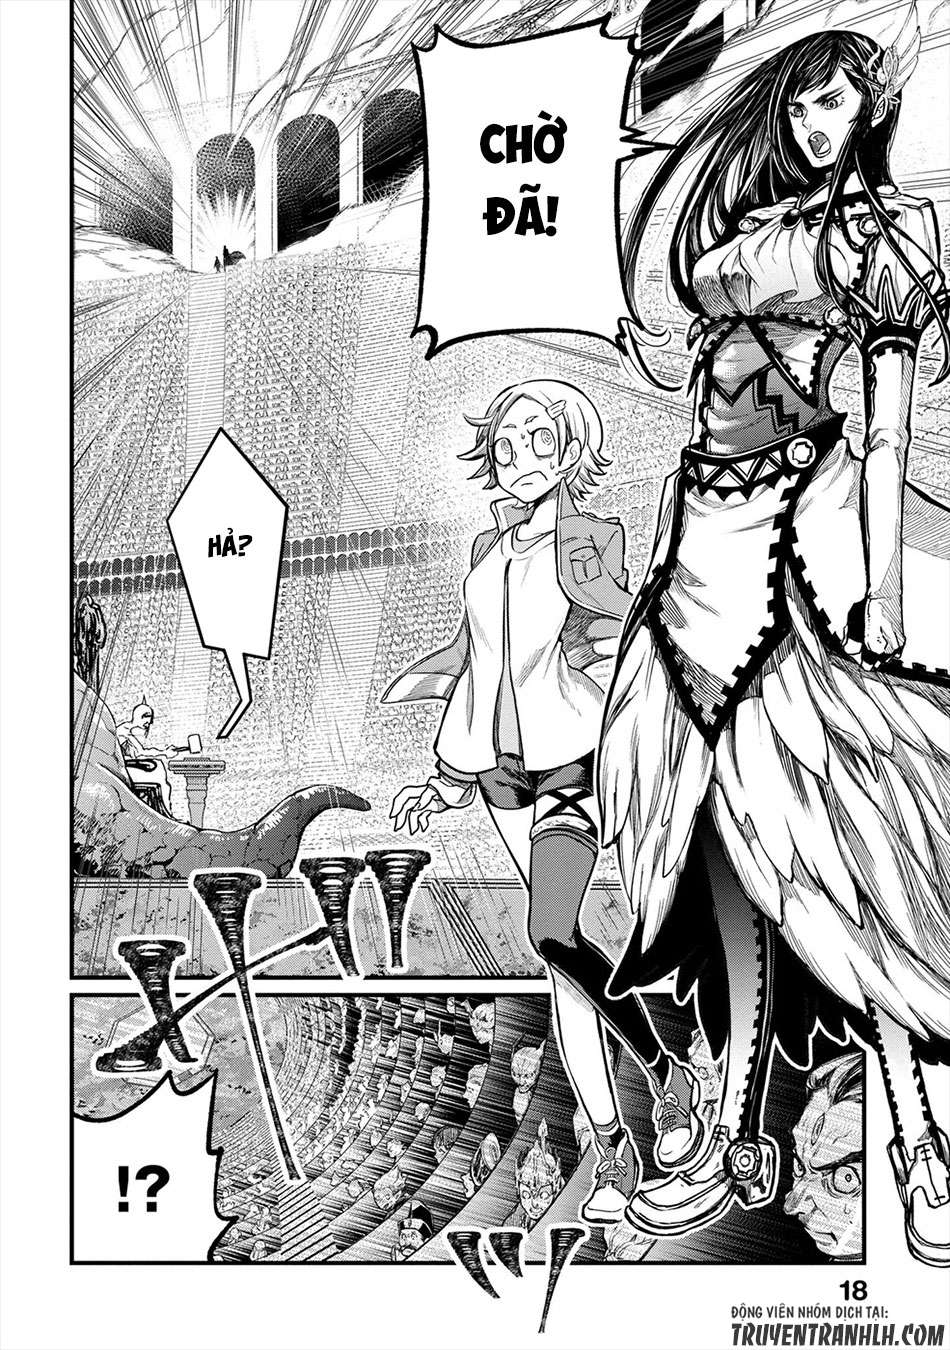 CHỜ
ĐÃ!
HẢ?
!?
18
ĐỘNG VIÊN NHÓM DỊCH TẠI:
TRUYENTRANHLH.COM